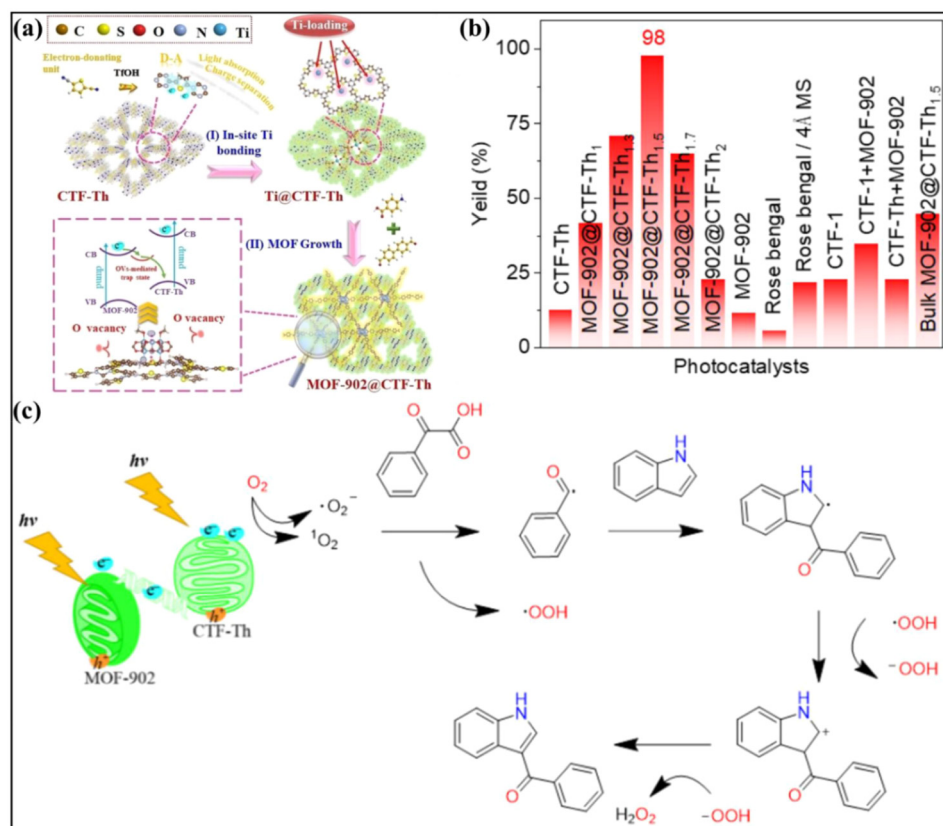 (a)
C S O N Ti
Electron-donating
unit
TfOH
D-A
Light absorption
Charge separation
Ti-loading
CTF-Th
(I) In-site Ti
bonding
Ti@CTF-Th
(II) MOF Growth
CB
e⁻
CB
e⁻
pump
OVs-mediated
trap state
pump
VB
MOF-902
CTF-Th
VB
O vacancy
O vacancy
MOF-902@CTF-Th
(b)
Yeild (%)
100
75
50
25
0
98
CTF-Th
MOF-902@CTF-Th₁
MOF-902@CTF-Th₁.₃
MOF-902@CTF-Th₁.₅
MOF-902@CTF-Th₁.₇
MOF-902@CTF-Th₂
MOF-902
Rose bengal
Rose bengal / 4Å MS
CTF-1
CTF-1+MOF-902
CTF-Th+MOF-902
Bulk MOF-902@CTF-Th₁.₅
Photocatalysts
(c)
hν
hν
O₂
·O₂⁻
¹O₂
e⁻
e⁻
e⁻
e⁻
h⁺
CTF-Th
h⁺
MOF-902
O
OH
O
O
·
H
N
H
N
·
O
·OOH
·OOH
⁻OOH
H
N
+
O
H
N
O
H₂O₂
−OOH